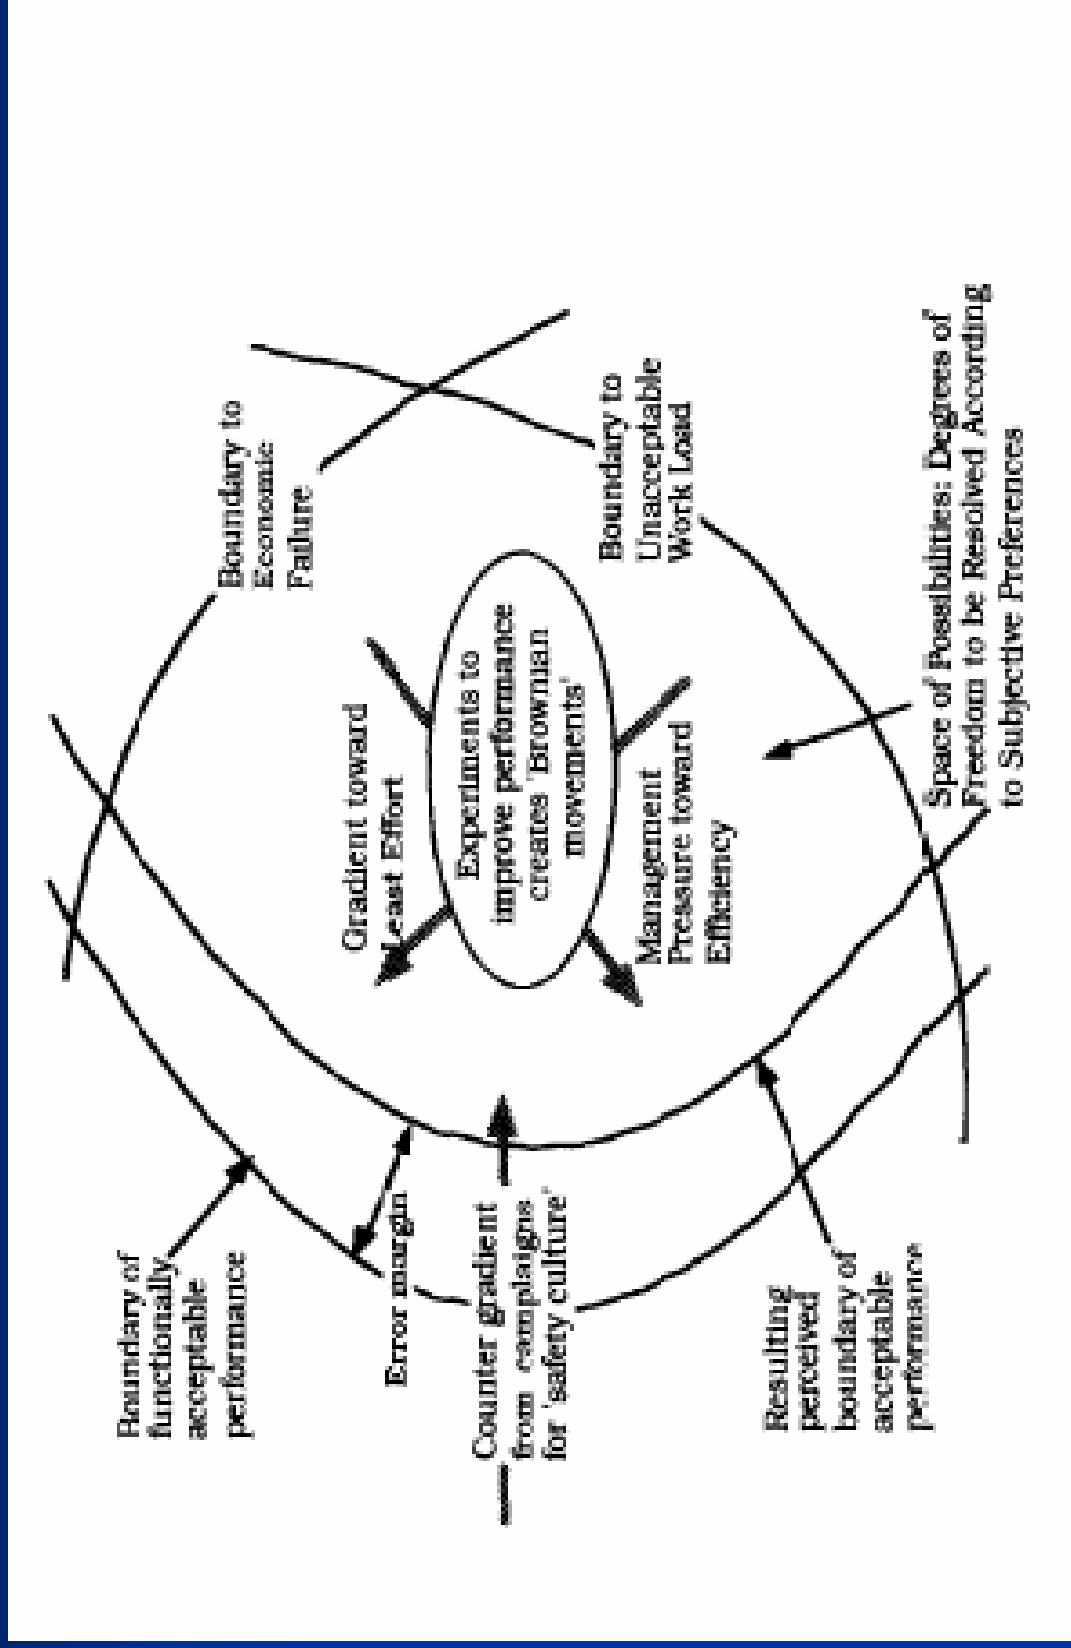 Boundary of
functionally
acceptable
performance
Error margin
Counter gradient
from camplaigns
for 'safety culture'
Resulting
perceived
boundary of
acceptable
performance
Gradient toward
Least Effort
Experiments to
improve performance
creates 'Brownian
movements'
Management
Pressure toward
Efficiency
Boundary to
Economic
Failure
Boundary to
Unacceptable
Work Load
Space of Possibilities: Degrees of
Freedom to be Resolved According
to Subjective Preferences